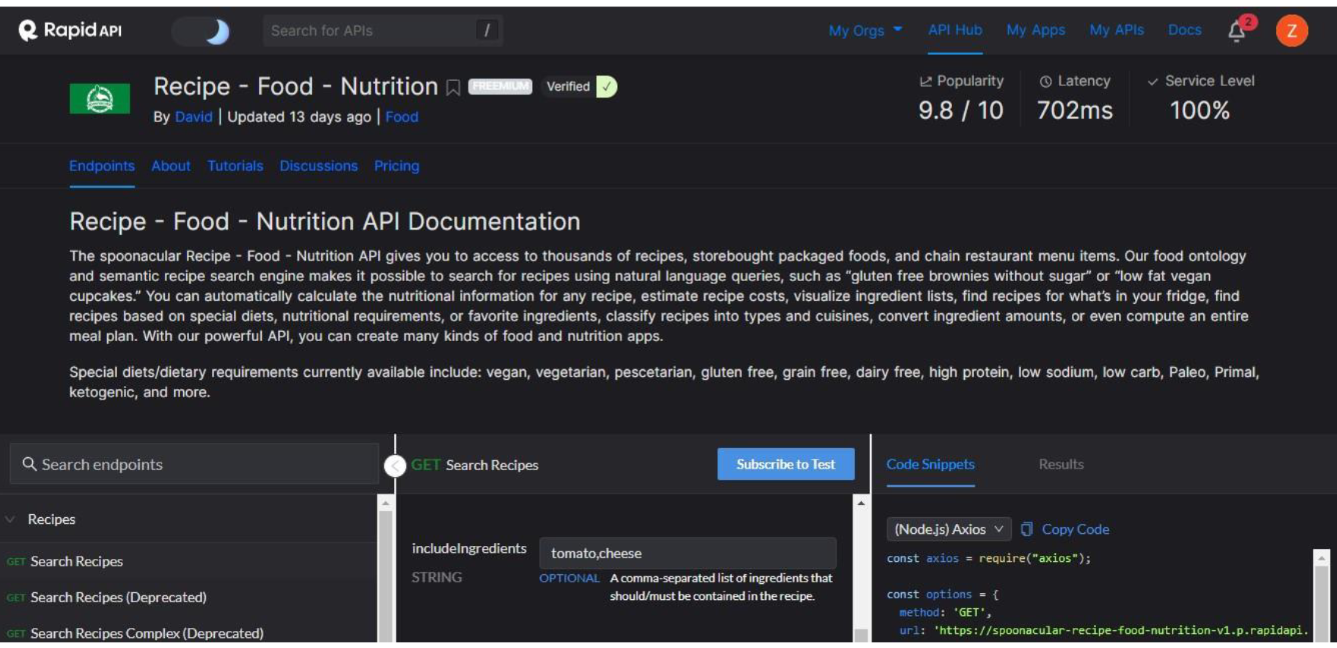 Rapid API
Search for APIs
/
My Orgs
API Hub
My Apps
My APIs
Docs
2
Z
Recipe - Food - Nutrition
FREEMIUM
Verified
By David | Updated 13 days ago | Food
Popularity
9.8 / 10
Latency
702ms
Service Level
100%
Endpoints
About
Tutorials
Discussions
Pricing
Recipe - Food - Nutrition API Documentation
The spoonacular Recipe - Food - Nutrition API gives you to access to thousands of recipes, storebought packaged foods, and chain restaurant menu items. Our food ontology
and semantic recipe search engine makes it possible to search for recipes using natural language queries, such as "gluten free brownies without sugar" or "low fat vegan
cupcakes." You can automatically calculate the nutritional information for any recipe, estimate recipe costs, visualize ingredient lists, find recipes for what's in your fridge, find
recipes based on special diets, nutritional requirements, or favorite ingredients, classify recipes into types and cuisines, convert ingredient amounts, or even compute an entire
meal plan. With our powerful API, you can create many kinds of food and nutrition apps.
Special diets/dietary requirements currently available include: vegan, vegetarian, pescetarian, gluten free, grain free, dairy free, high protein, low sodium, low carb, Paleo, Primal,
ketogenic, and more.
Search endpoints
Recipes
GET Search Recipes
GET Search Recipes (Deprecated)
GET Search Recipes Complex (Deprecated)
GET Search Recipes
Subscribe to Test
includeIngredients
STRING
tomato,cheese
OPTIONAL A comma-separated list of ingredients that
should/must be contained in the recipe.
Code Snippets
Results
(Node.js) Axios
Copy Code
const axios = require("axios");
const options = {
method: 'GET',
url: 'https://spoonacular-recipe-food-nutrition-v1.p.rapidapi.